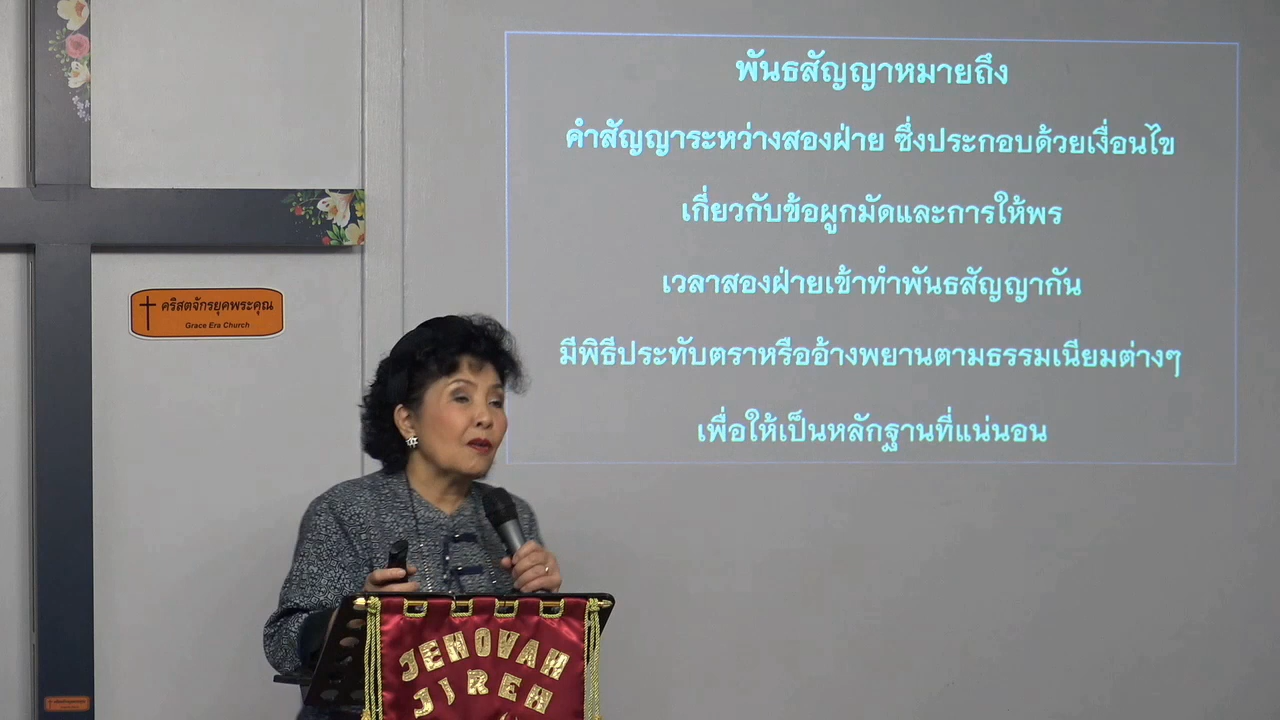 พันธสัญญาหมายถึง
คำสัญญาระหว่างสองฝ่าย ซึ่งประกอบด้วยเงื่อนไข
เกี่ยวกับข้อผูกมัดและการให้พร
เวลาสองฝ่ายเข้าทำพันธสัญญากัน
มีพิธีประทับตราหรืออ้างพยานตามธรรมเนียมต่างๆ
เพื่อให้เป็นหลักฐานที่แน่นอน
คริสตจักรยุคพระคุณ
Grace Era Church
JEHOVAH
JIREH